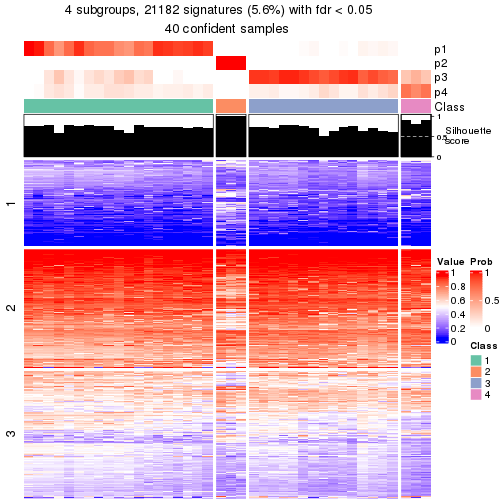 4 subgroups, 21182 signatures (5.6%) with fdr < 0.05
40 confident samples
p1
p2
p3
p4
Class
1
0.5
0
Silhouette
score
1
2
3
Value
1
0.8
0.6
0.4
0.2
0
Prob
1
0.5
0
Class
1
2
3
4